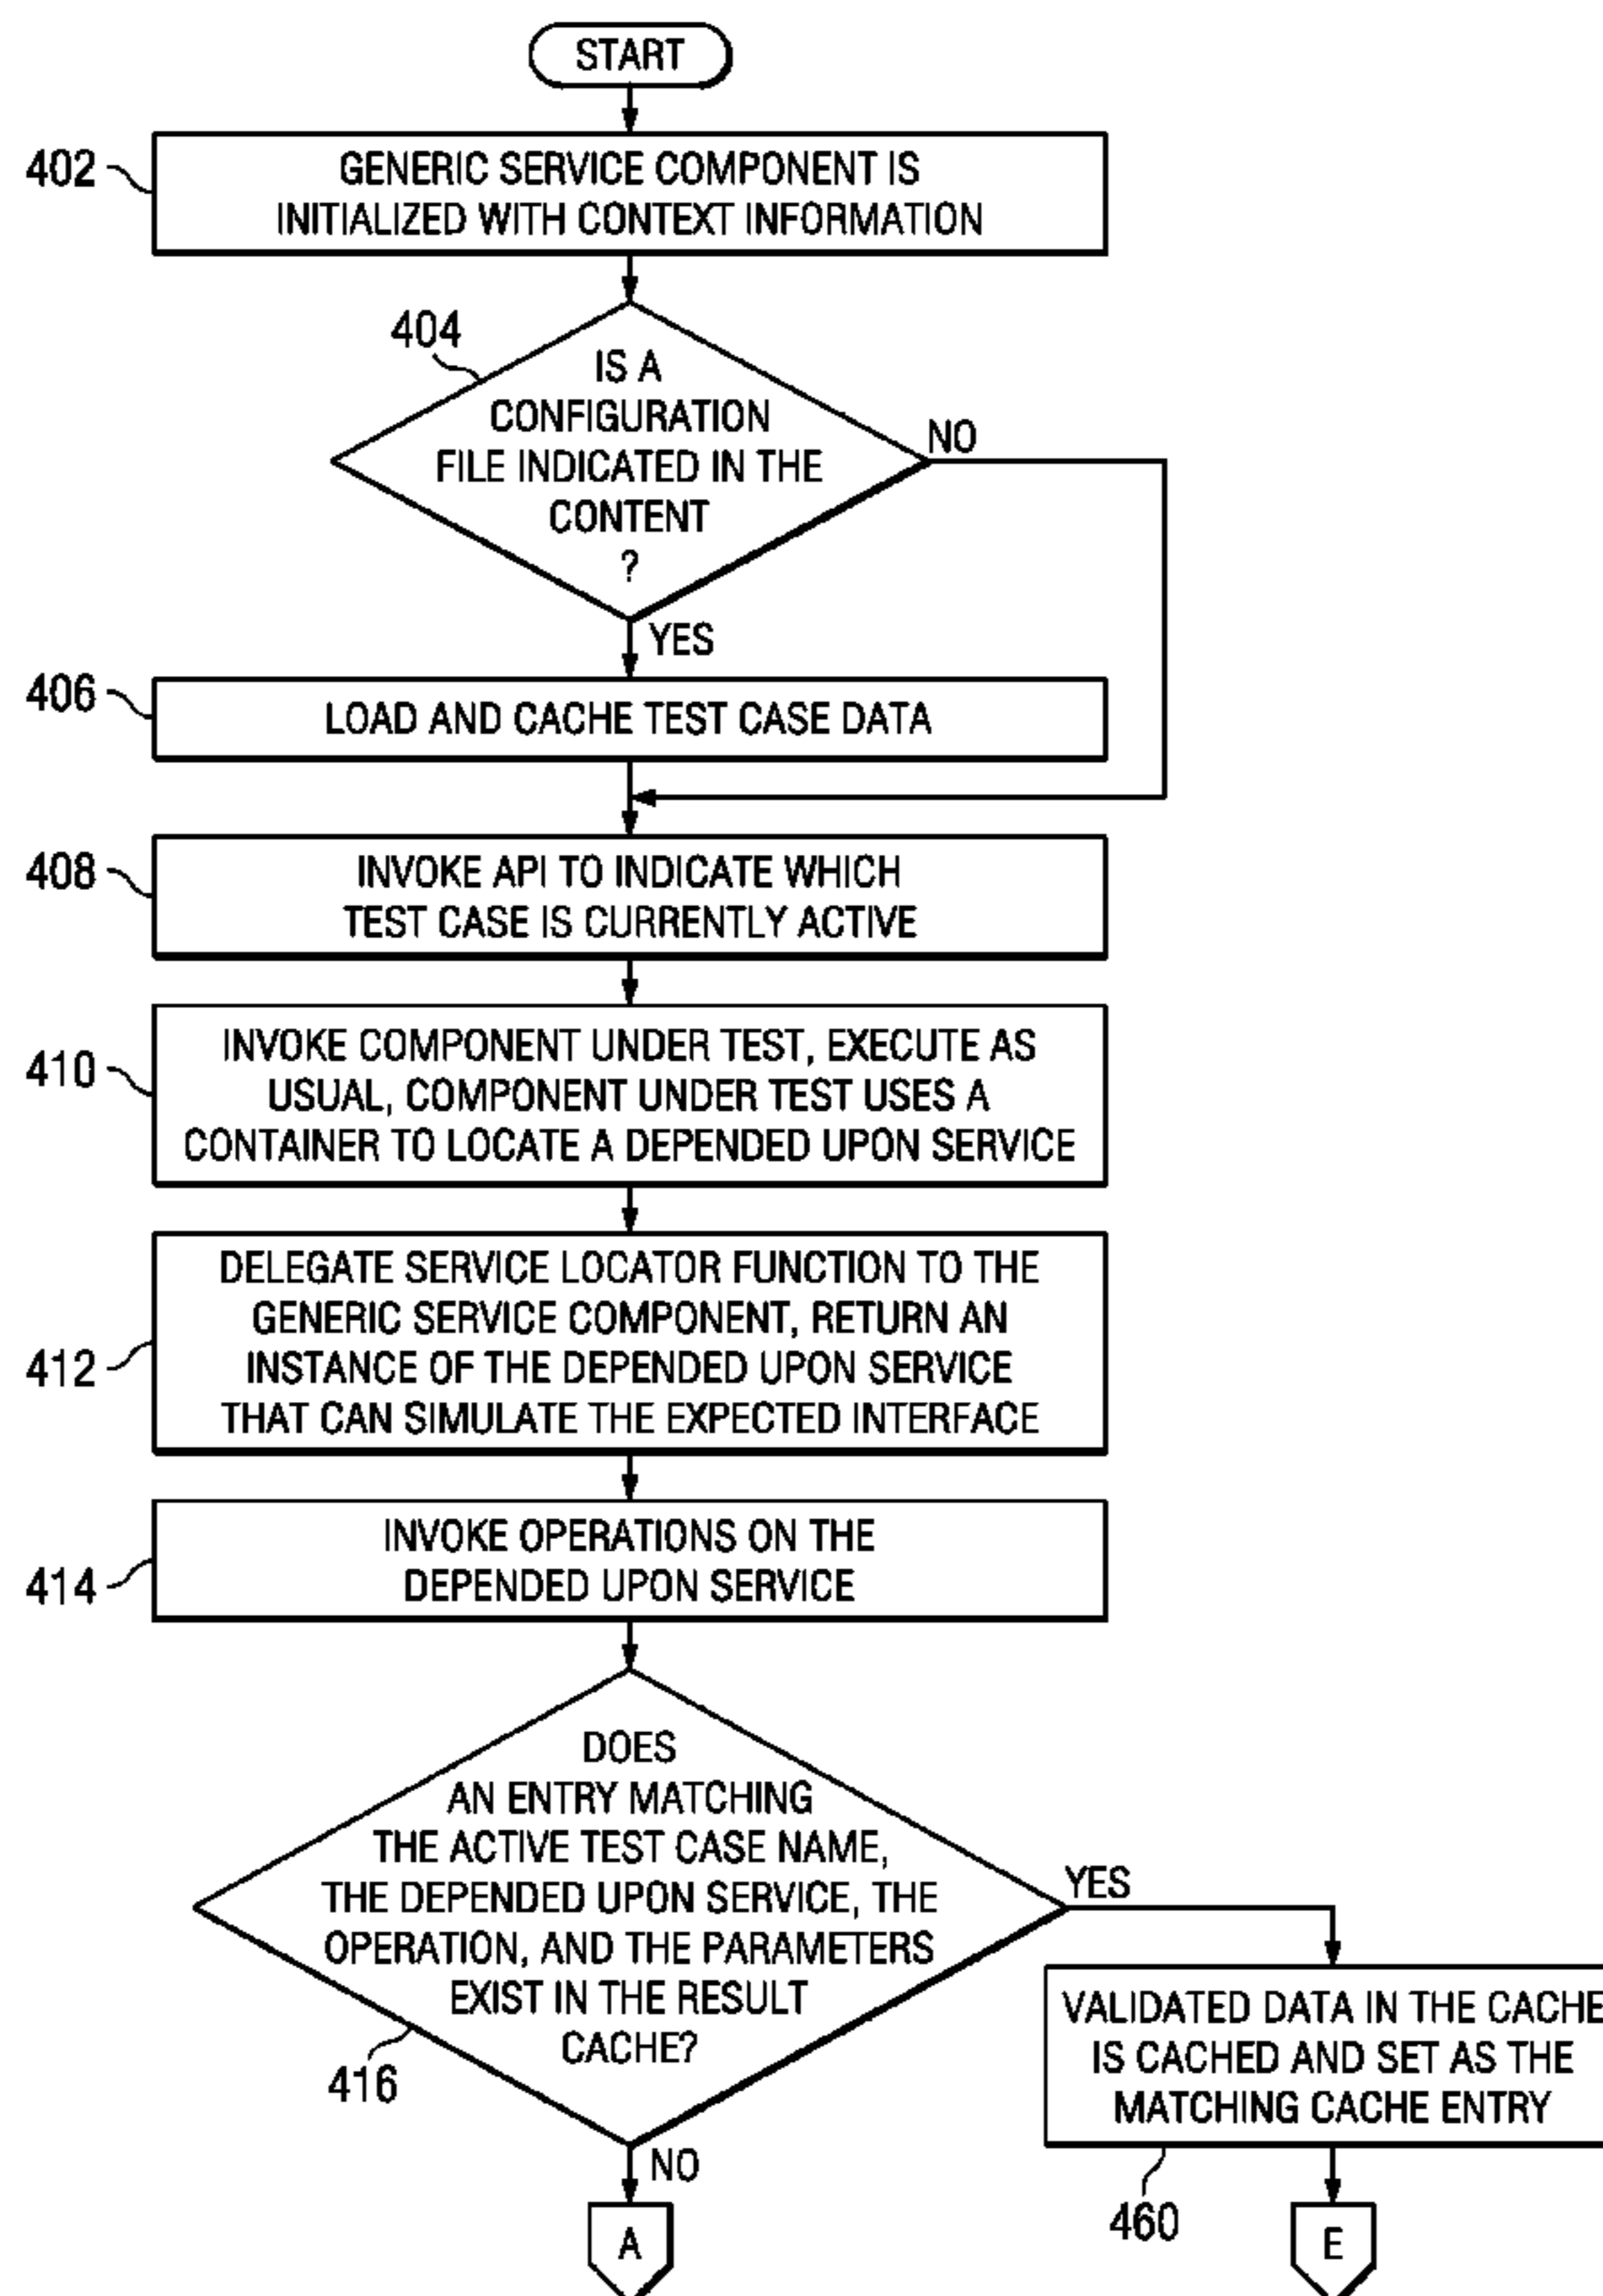 START
402
GENERIC SERVICE COMPONENT IS
INITIALIZED WITH CONTEXT INFORMATION
404
IS A
CONFIGURATION
FILE INDICATED IN THE
CONTENT
?
NO
YES
406
LOAD AND CACHE TEST CASE DATA
408
INVOKE API TO INDICATE WHICH
TEST CASE IS CURRENTLY ACTIVE
410
INVOKE COMPONENT UNDER TEST, EXECUTE AS
USUAL, COMPONENT UNDER TEST USES A
CONTAINER TO LOCATE A DEPENDED UPON SERVICE
412
DELEGATE SERVICE LOCATOR FUNCTION TO THE
GENERIC SERVICE COMPONENT, RETURN AN
INSTANCE OF THE DEPENDED UPON SERVICE
THAT CAN SIMULATE THE EXPECTED INTERFACE
414
INVOKE OPERATIONS ON THE
DEPENDED UPON SERVICE
DOES
AN ENTRY MATCHING
THE ACTIVE TEST CASE NAME,
THE DEPENDED UPON SERVICE, THE
OPERATION, AND THE PARAMETERS
EXIST IN THE RESULT
CACHE?
416
YES
VALIDATED DATA IN THE CACHE
IS CACHED AND SET AS THE
MATCHING CACHE ENTRY
460
NO
A
E